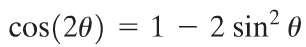 cos(2θ) = 1 − 2 sin² θ